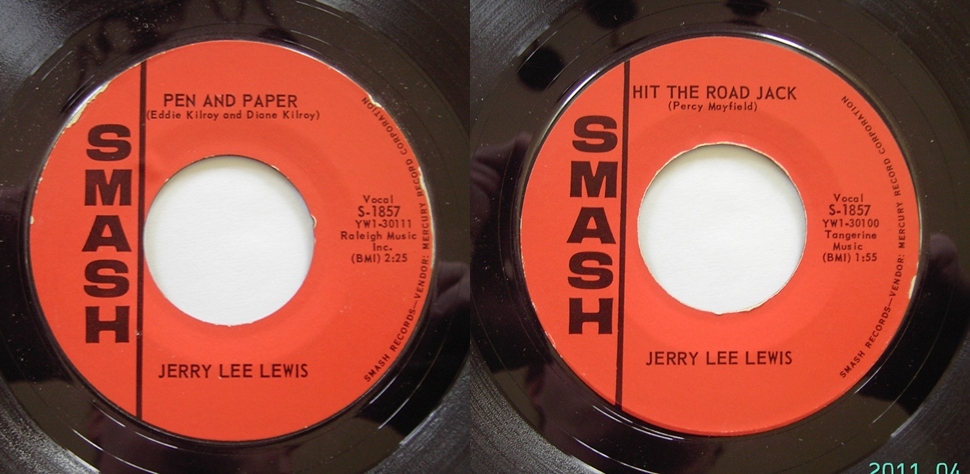 PEN AND PAPER
(Eddie Kilroy and Diane Kilroy)
SMASH
Vocal
S-1857
YW1-30111
Raleigh Music
Inc.
(BMI) 2:25
JERRY LEE LEWIS
SMASH RECORDS—VENDOR: MERCURY RECORD CORPORATION
HIT THE ROAD JACK
(Percy Mayfield)
SMASH
Vocal
S-1857
YW1-30100
Tangerine
Music
(BMI) 1:55
JERRY LEE LEWIS
SMASH RECORDS—VENDOR: MERCURY RECORD CORPORATION
2011.04